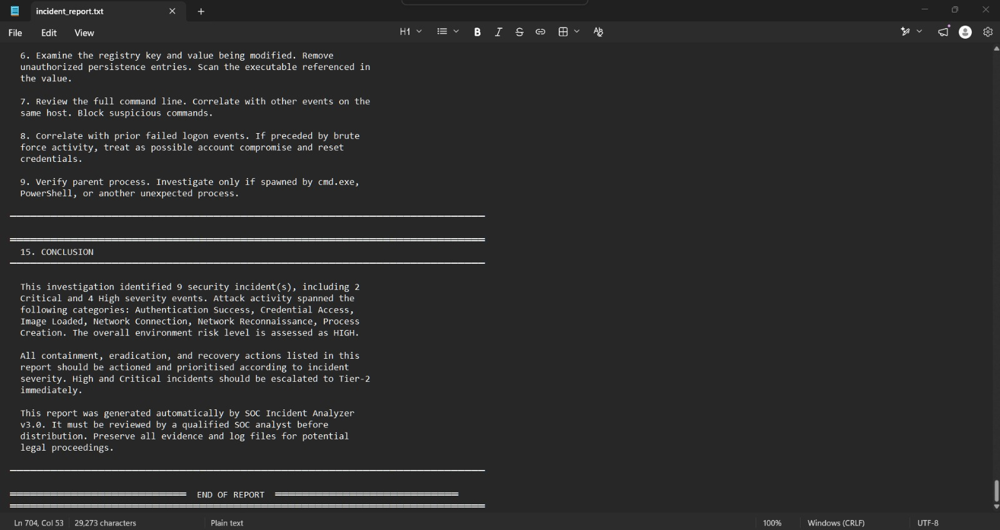 incident_report.txt
File Edit View H1 B I S
6. Examine the registry key and value being modified. Remove
unauthorized persistence entries. Scan the executable referenced in
the value.
7. Review the full command line. Correlate with other events on the
same host. Block suspicious commands.
8. Correlate with prior failed logon events. If preceded by brute
force activity, treat as possible account compromise and reset
credentials.
9. Verify parent process. Investigate only if spawned by cmd.exe,
PowerShell, or another unexpected process.
15. CONCLUSION
This investigation identified 9 security incident(s), including 2
Critical and 4 High severity events. Attack activity spanned the
following categories: Authentication Success, Credential Access,
Image Loaded, Network Connection, Network Reconnaissance, Process
Creation. The overall environment risk level is assessed as HIGH.
All containment, eradication, and recovery actions listed in this
report should be actioned and prioritised according to incident
severity. High and Critical incidents should be escalated to Tier-2
immediately.
This report was generated automatically by SOC Incident Analyzer
v3.0. It must be reviewed by a qualified SOC analyst before
distribution. Preserve all evidence and log files for potential
legal proceedings.
END OF REPORT
Ln 704, Col 53 29,273 characters Plain text 100% Windows (CRLF) UTF-8